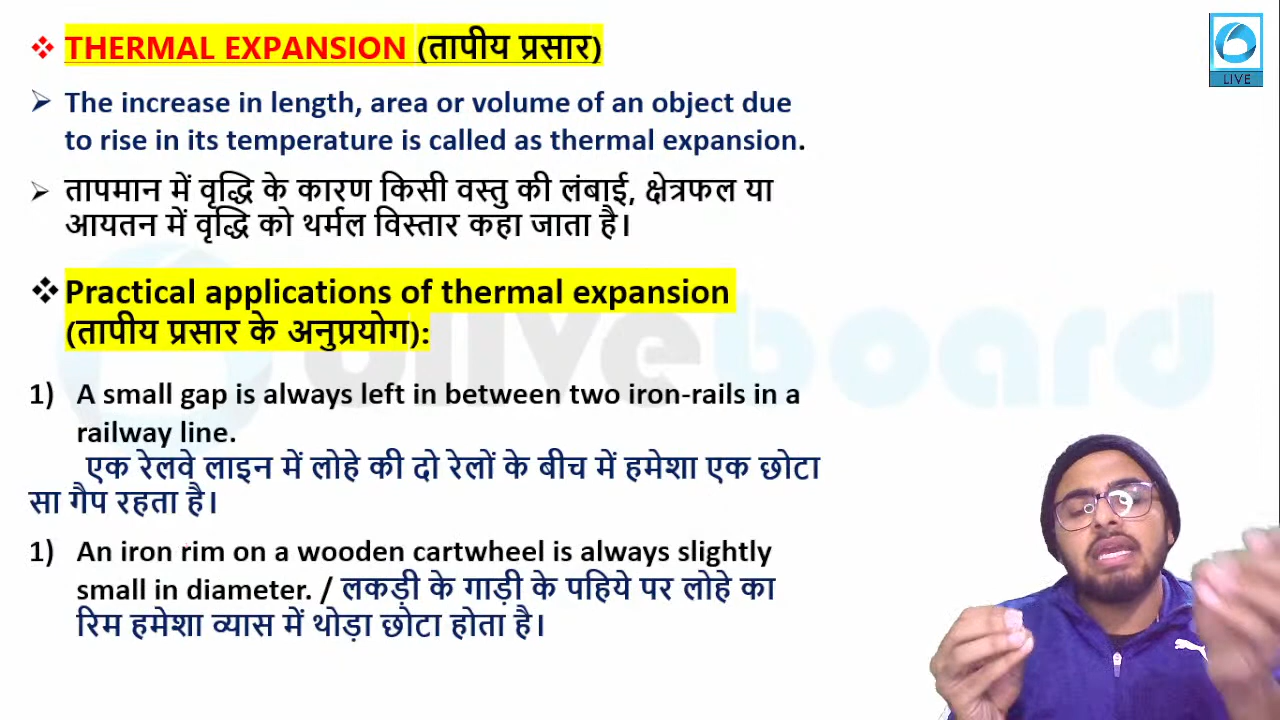 ❖ THERMAL EXPANSION (तापीय प्रसार)
LIVE
➤ The increase in length, area or volume of an object due
to rise in its temperature is called as thermal expansion.
➤ तापमान में वृद्धि के कारण किसी वस्तु की लंबाई, क्षेत्रफल या
आयतन में वृद्धि को थर्मल विस्तार कहा जाता है।
❖ Practical applications of thermal expansion
(तापीय प्रसार के अनुप्रयोग):
oliveboard
1) A small gap is always left in between two iron-rails in a
railway line.
एक रेलवे लाइन में लोहे की दो रेलों के बीच में हमेशा एक छोटा
सा गैप रहता है।
1) An iron rim on a wooden cartwheel is always slightly
small in diameter. / लकड़ी के गाड़ी के पहिये पर लोहे का
रिम हमेशा व्यास में थोड़ा छोटा होता है।